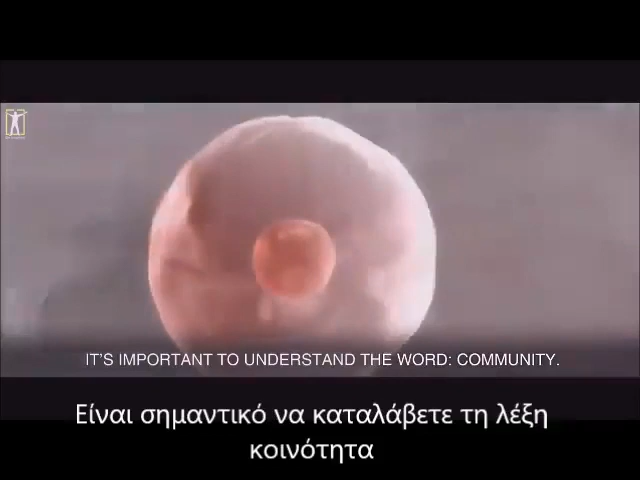 IT'S IMPORTANT TO UNDERSTAND THE WORD: COMMUNITY.
Είναι σημαντικό να καταλάβετε τη λέξη
κοινότητα